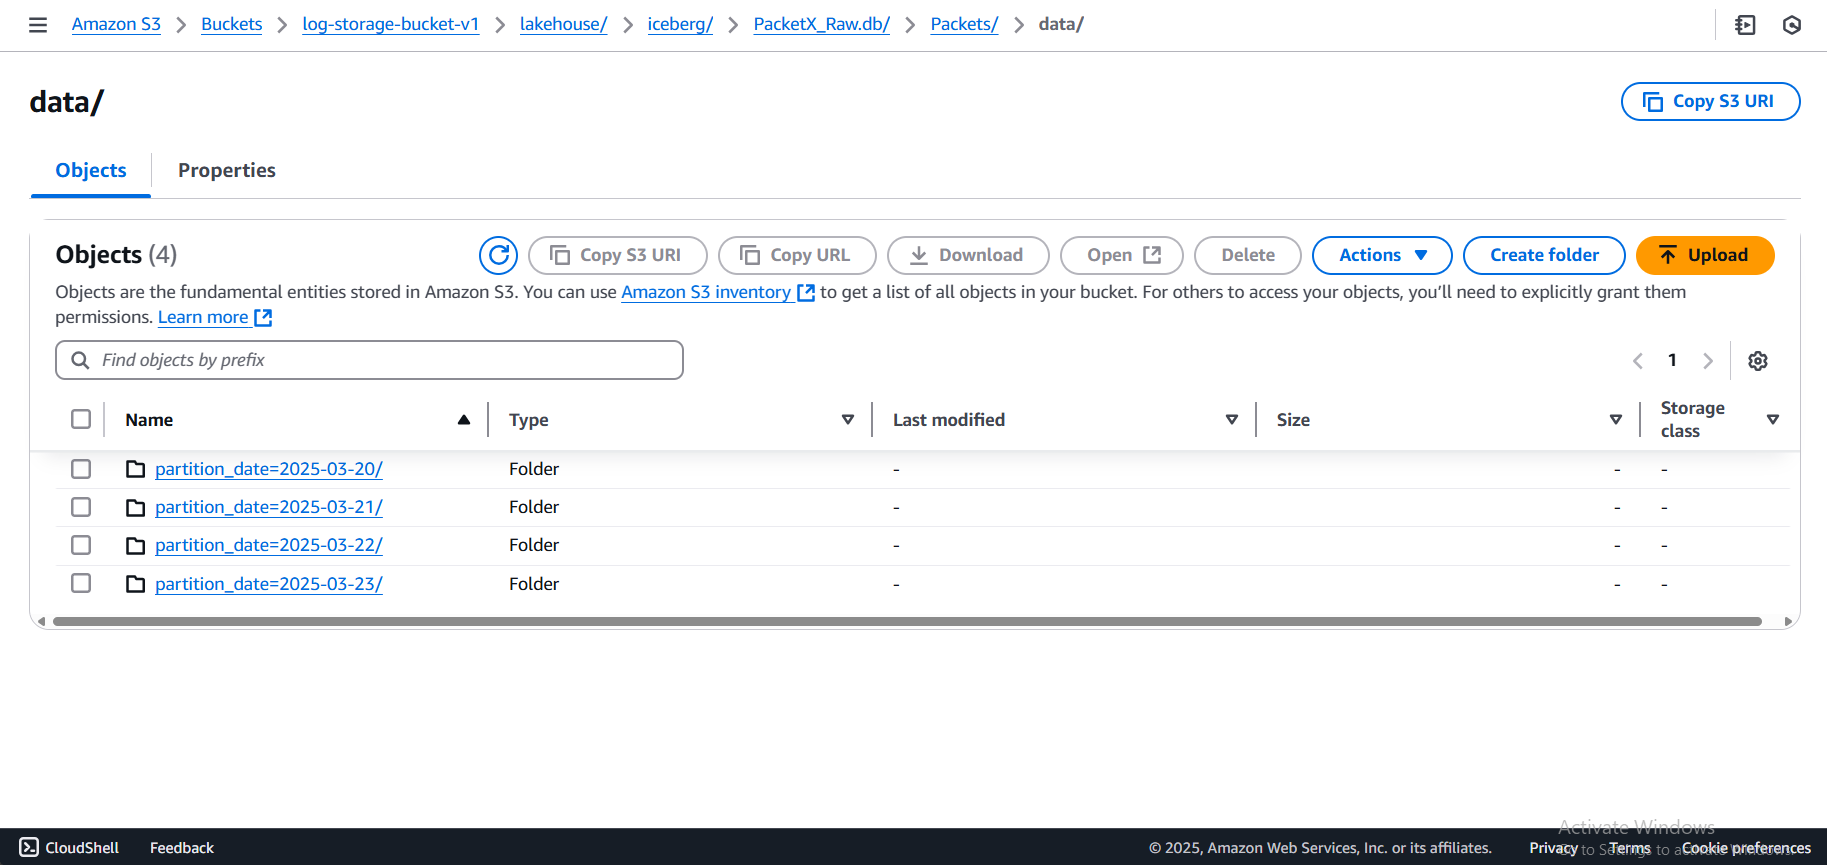 Amazon S3 > Buckets > log-storage-bucket-v1 > lakehouse/ > iceberg/ > PacketX_Raw.db/ > Packets/ > data/
data/
Copy S3 URI
Objects Properties
Objects (4)
Copy S3 URI Copy URL Download Open Delete Actions Create folder Upload
Objects are the fundamental entities stored in Amazon S3. You can use Amazon S3 inventory to get a list of all objects in your bucket. For others to access your objects, you'll need to explicitly grant them
permissions. Learn more
Find objects by prefix
1
Name Type Last modified Size Storage class
partition_date=2025-03-20/ Folder - - -
partition_date=2025-03-21/ Folder - - -
partition_date=2025-03-22/ Folder - - -
partition_date=2025-03-23/ Folder - - -
Activate Windows
Go to Settings to activate Windows.
CloudShell Feedback © 2025, Amazon Web Services, Inc. or its affiliates. Privacy Terms Cookie preferences